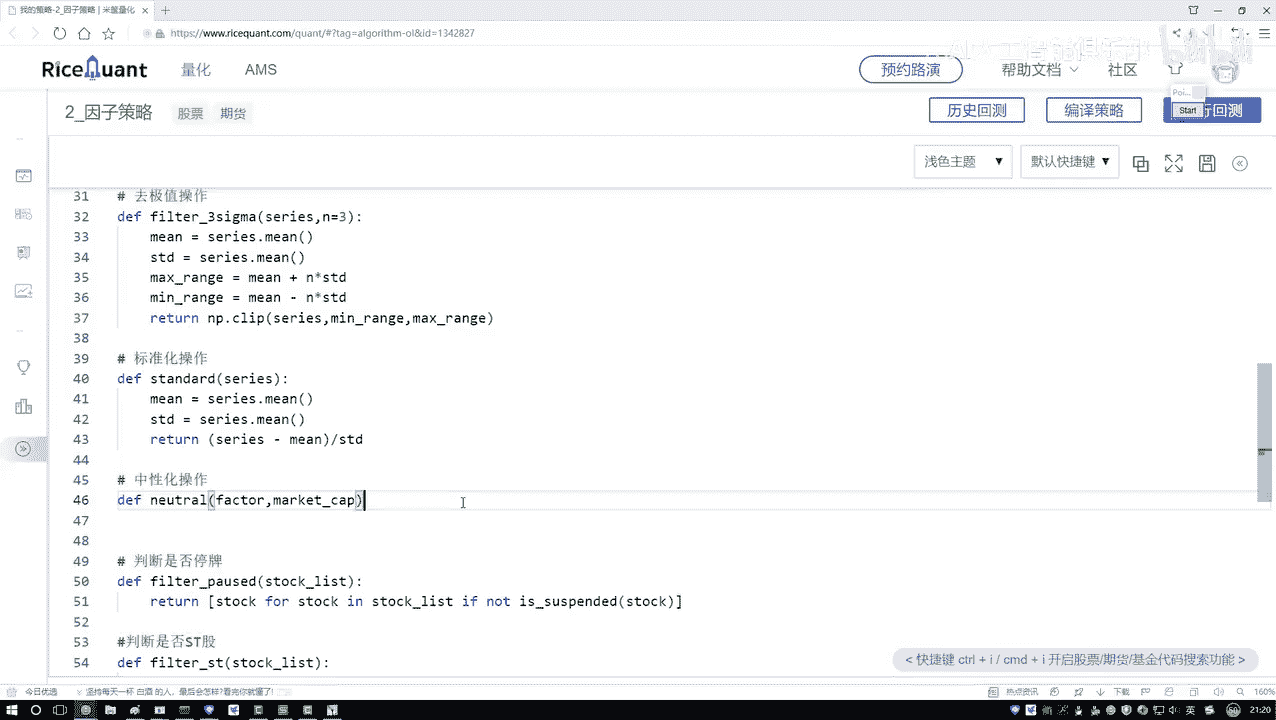 我的策略-2_因子策略 | 米筐量化
https://www.ricequant.com/quant/#?tag=algorithm-ol&id=1342827
RiceQuant 量化 AMS 预约路演 帮助文档 社区
Poi...
Start
2_因子策略 股票 期货 历史回测 编译策略 行回测
浅色主题 默认快捷键
31 # 去极值操作
32 def filter_3sigma(series,n=3):
33 mean = series.mean()
34 std = series.mean()
35 max_range = mean + n*std
36 min_range = mean - n*std
37 return np.clip(series,min_range,max_range)
38
39 # 标准化操作
40 def standard(series):
41 mean = series.mean()
42 std = series.mean()
43 return (series - mean)/std
44
45 # 中性化操作
46 def neutral(factor,market_cap)
47
48
49 # 判断是否停牌
50 def filter_paused(stock_list):
51 return [stock for stock in stock_list if not is_suspended(stock)]
52
53 #判断是否ST股
54 def filter_st(stock_list):
< 快捷键 ctrl + i / cmd + i 开启股票/期货/基金代码搜索功能 >
今日优选 坚持每天一杯 白酒 的人，最后会怎样?看完你就懂了! 热点资讯 下载 160%
英 21:20